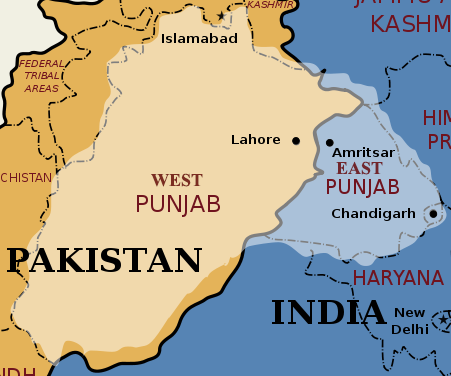 JAMMU &
KASHM
KASHMIR
Islamabad
FEDERAL
TRIBAL
AREAS
HIM
PR
Lahore
Amritsar
EAST
PUNJAB
CHISTAN
WEST
PUNJAB
Chandigarh
PAKISTAN
HARYANA
INDIA
New
Delhi
NDH